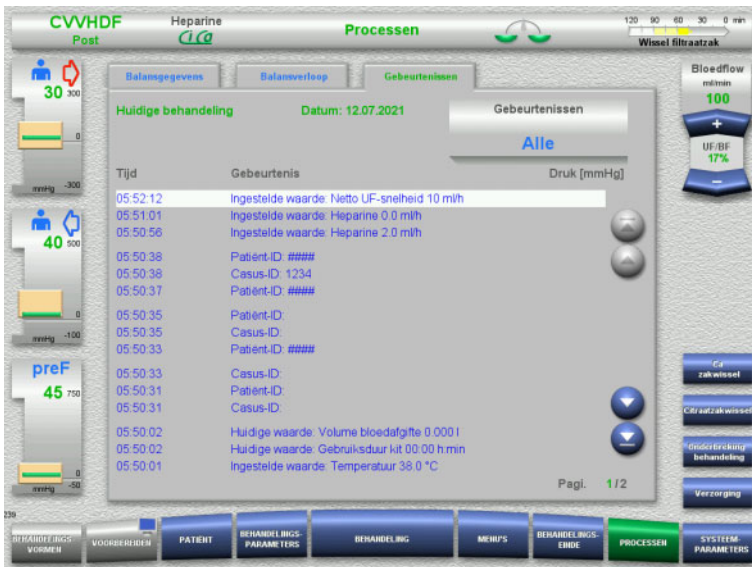 CVVHDF
Post
Heparine
CiCa
Processen
120 90 60 30 0 min
Wissel filtraatzak
30 300
0
mmHg -300
40 500
0
mmHg -100
preF
45 750
0
mmHg -50
239
Balansgegevens Balansverloop Gebeurtenissen
Huidige behandeling Datum: 12.07.2021
Gebeurtenissen
Alle
Tijd Gebeurtenis Druk [mmHg]
05:52:12 Ingestelde waarde: Netto UF-snelheid 10 ml/h
05:51:01 Ingestelde waarde: Heparine 0.0 ml/h
05:50:56 Ingestelde waarde: Heparine 2.0 ml/h
05:50:38 Patiënt-ID: ####
05:50:38 Casus-ID: 1234
05:50:37 Patiënt-ID: ####
05:50:35 Patiënt-ID:
05:50:35 Casus-ID:
05:50:33 Patiënt-ID: ####
05:50:33 Casus-ID:
05:50:31 Patiënt-ID:
05:50:31 Casus-ID:
05:50:02 Huidige waarde: Volume bloedafgifte 0.000 l
05:50:02 Huidige waarde: Gebruiksduur kit 00:00 h:min
05:50:01 Ingestelde waarde: Temperatuur 38.0 °C
Pagi. 1/2
Bloedflow
ml/min
100
+
UF/BF
17%
−
Ca-
zakwissel
Citraatzakwissel
Onderbreking
behandeling
Verzorging
BEHANDELINGS-
VORMEN
VOORBEREIDEN
PATIËNT
BEHANDELINGS-
PARAMETERS
BEHANDELING
MENU'S
BEHANDELINGS-
EINDE
PROCESSEN
SYSTEEM-
PARAMETERS